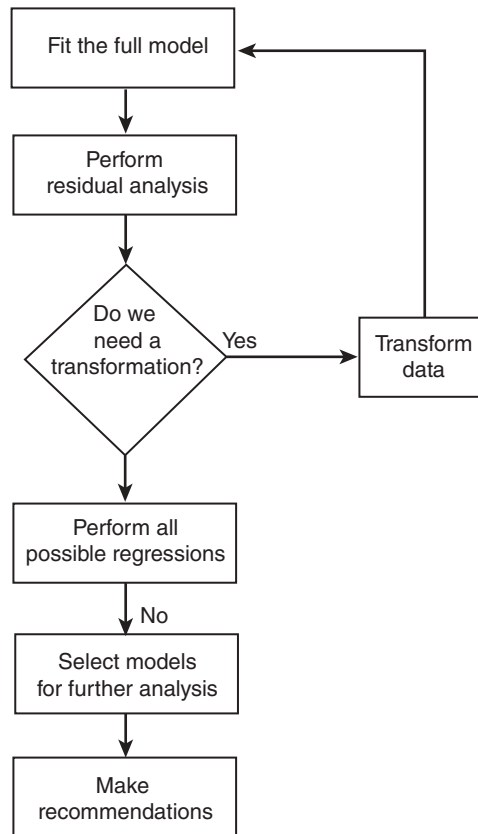 Fit the full model
Perform
residual analysis
Do we
need a
transformation?
Yes
Transform
data
Perform all
possible regressions
No
Select models
for further analysis
Make
recommendations